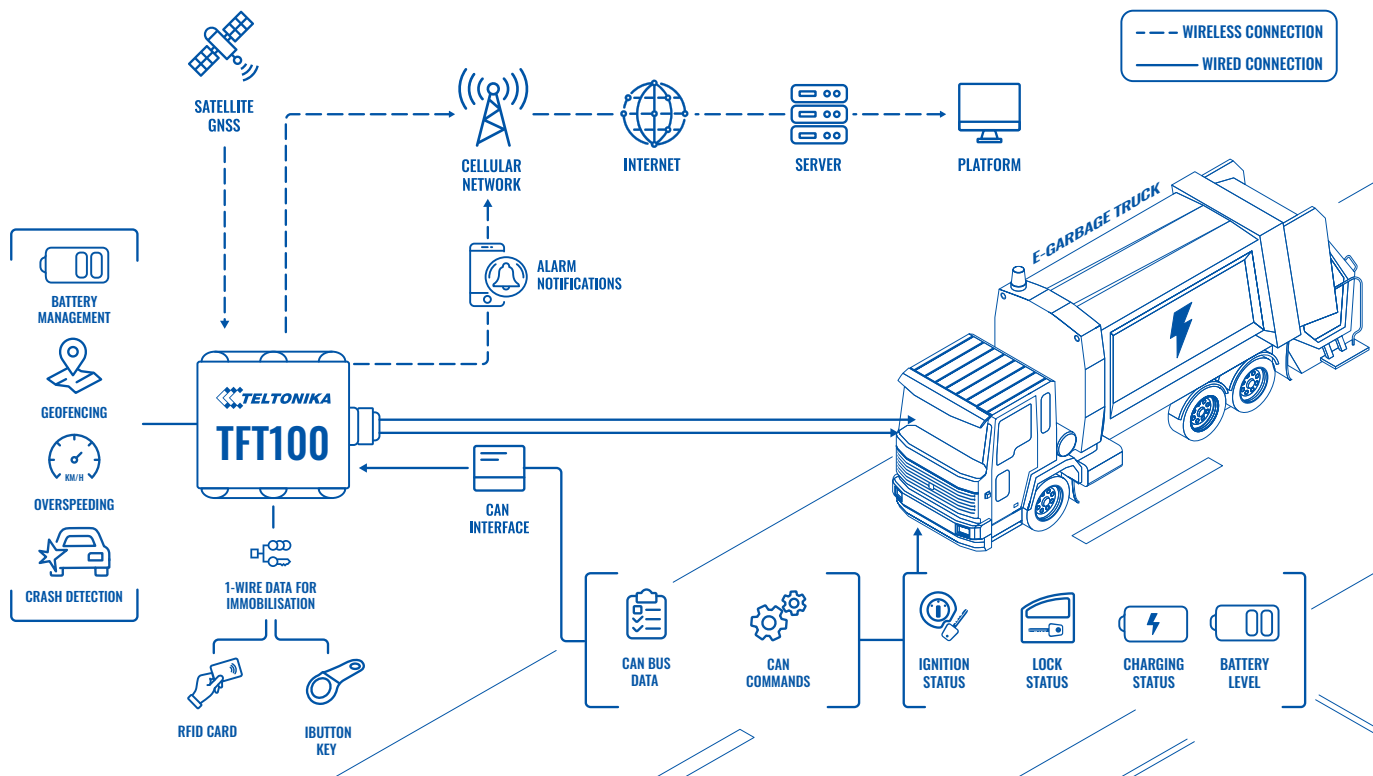 WIRELESS CONNECTION
WIRED CONNECTION
SATELLITE
GNSS
CELLULAR
NETWORK
INTERNET
SERVER
PLATFORM
E-GARBAGE TRUCK
ALARM
NOTIFICATIONS
BATTERY
MANAGEMENT
GEOFENCING
KM/H
OVERSPEEDING
CRASH DETECTION
TELTONIKA
TFT100
CAN
INTERFACE
1-WIRE DATA FOR
IMMOBILISATION
RFID CARD
IBUTTON
KEY
CAN BUS
DATA
CAN
COMMANDS
IGNITION
STATUS
LOCK
STATUS
CHARGING
STATUS
BATTERY
LEVEL